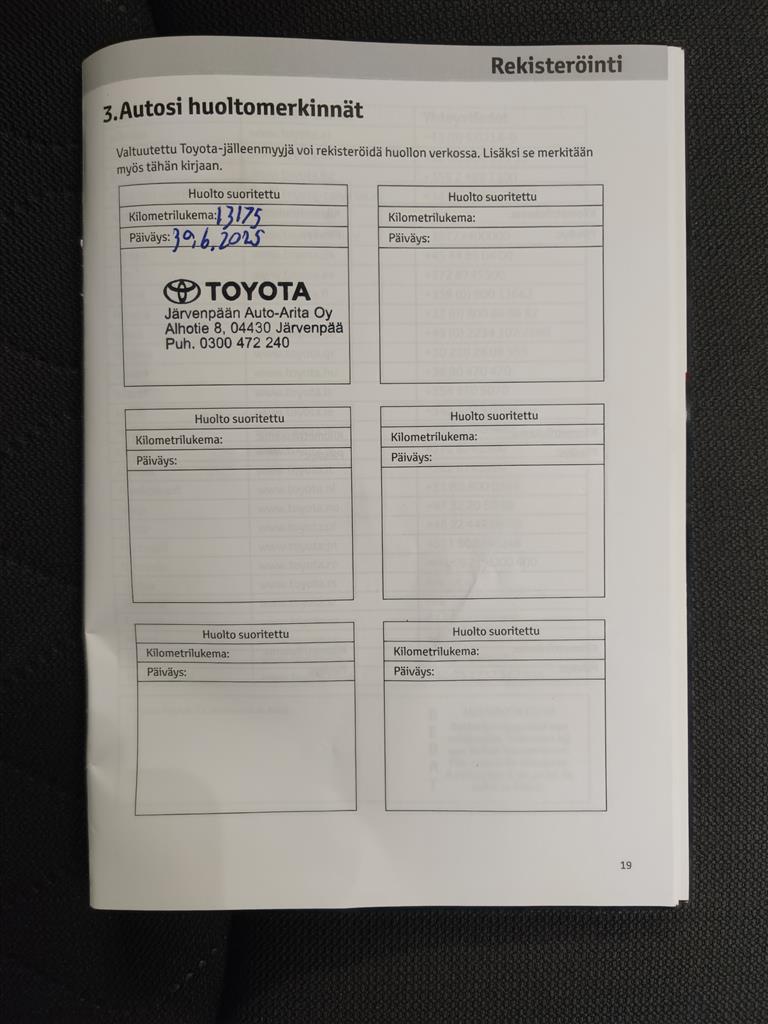 Rekisteröinti
3.Autosi huoltomerkinnät
Valtuutettu Toyota-jälleenmyyjä voi rekisteröidä huollon verkossa. Lisäksi se merkitään
myös tähän kirjaan.
Huolto suoritettu
Kilometrilukema: 13175
Päiväys: 30.6.2025
TOYOTA
Järvenpään Auto-Arita Oy
Alhotie 8, 04430 Järvenpää
Puh. 0300 472 240
Huolto suoritettu
Kilometrilukema:
Päiväys:
Huolto suoritettu
Kilometrilukema:
Päiväys:
Huolto suoritettu
Kilometrilukema:
Päiväys:
Huolto suoritettu
Kilometrilukema:
Päiväys:
Huolto suoritettu
Kilometrilukema:
Päiväys:
19